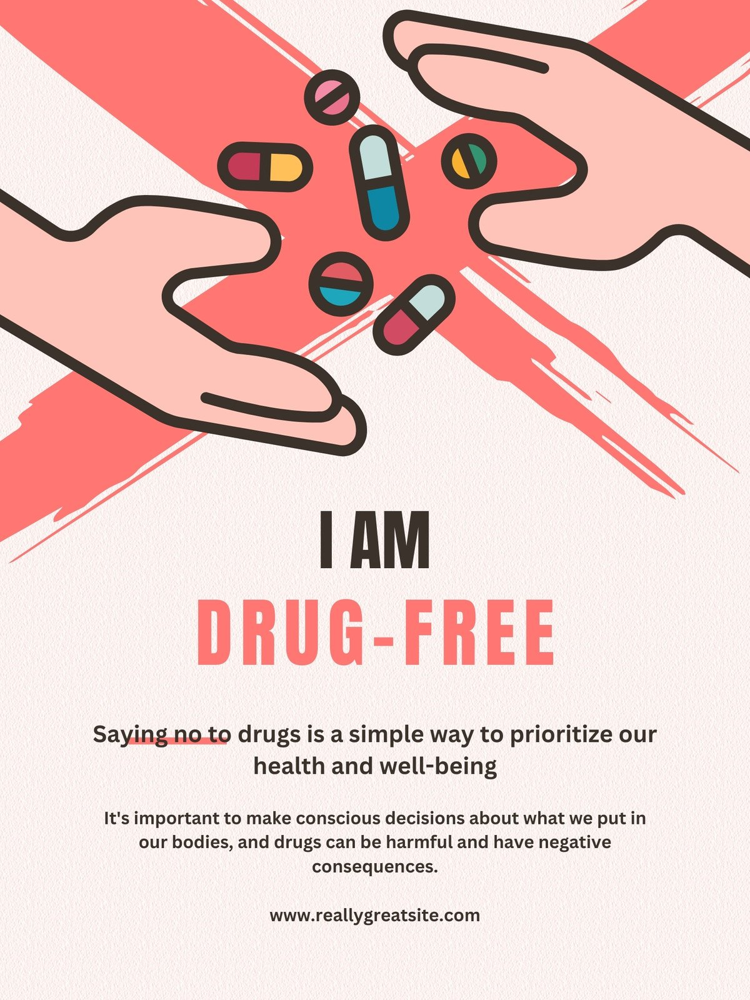 I AM
DRUG-FREE
Saying no to drugs is a simple way to prioritize our
health and well-being
It's important to make conscious decisions about what we put in
our bodies, and drugs can be harmful and have negative
consequences.
www.reallygreatsite.com